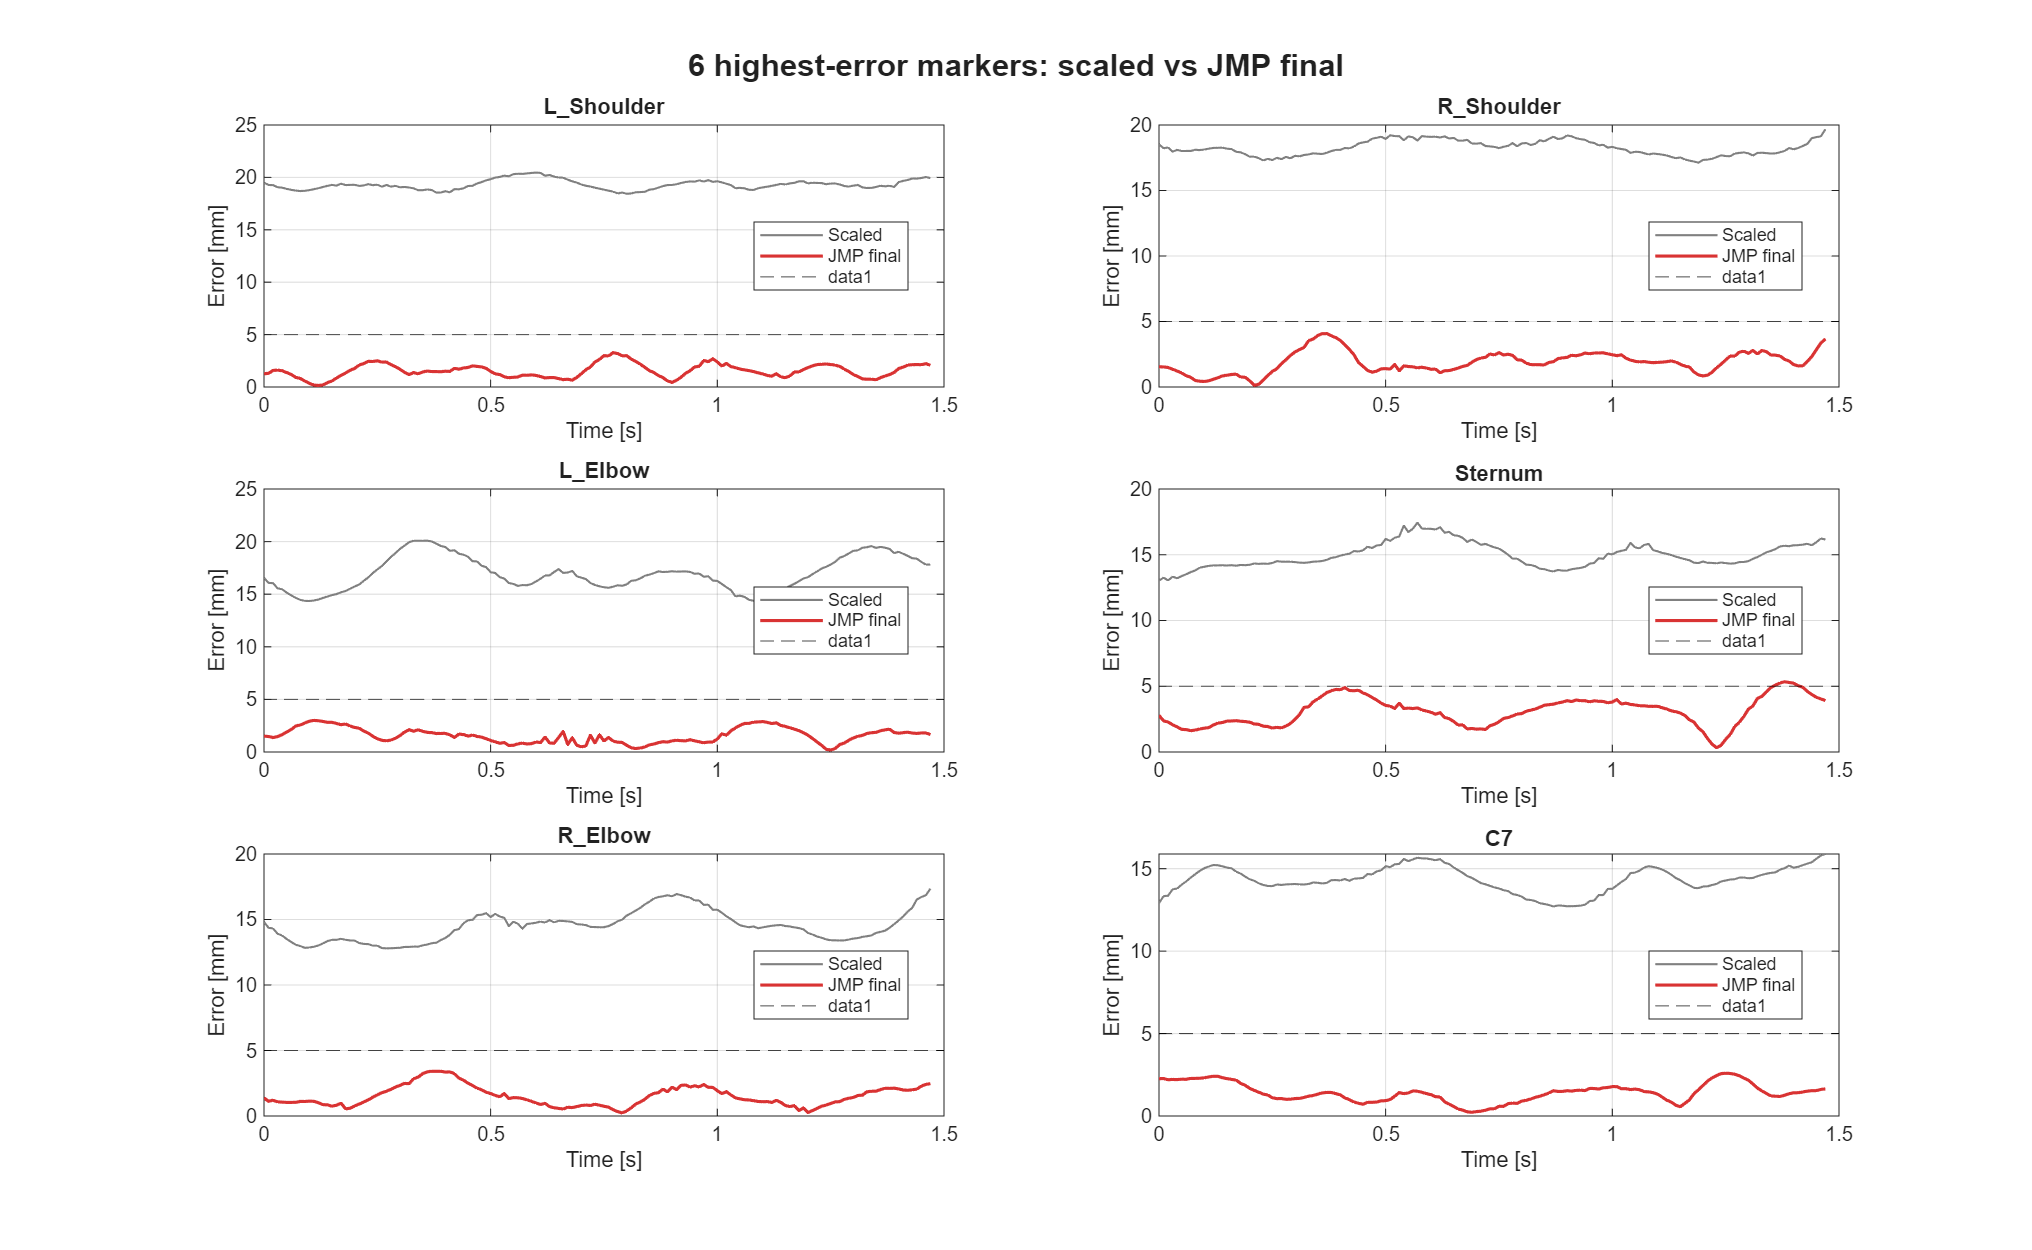 6 highest-error markers: scaled vs JMP final
L_Shoulder
25
20
15
10
5
0
Error [mm]
Scaled
JMP final
data1
0 0.5 1 1.5
Time [s]
R_Shoulder
20
15
10
5
0
Error [mm]
Scaled
JMP final
data1
0 0.5 1 1.5
Time [s]
L_Elbow
25
20
15
10
5
0
Error [mm]
Scaled
JMP final
data1
0 0.5 1 1.5
Time [s]
Sternum
20
15
10
5
0
Error [mm]
Scaled
JMP final
data1
0 0.5 1 1.5
Time [s]
R_Elbow
20
15
10
5
0
Error [mm]
Scaled
JMP final
data1
0 0.5 1 1.5
Time [s]
C7
15
10
5
0
Error [mm]
Scaled
JMP final
data1
0 0.5 1 1.5
Time [s]